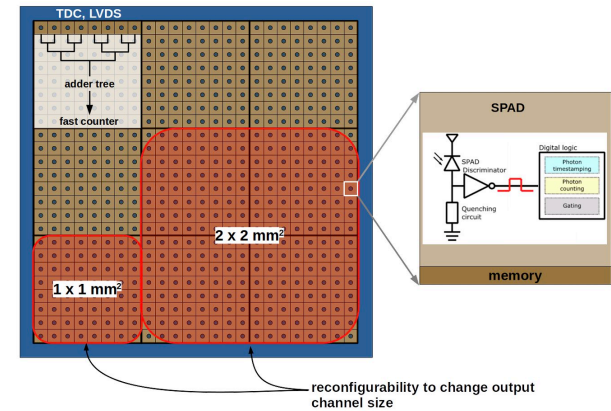 TDC, LVDS
adder tree
fast counter
2 x 2 mm²
1 x 1 mm²
SPAD
SPAD
Discriminator
Quenching
circuit
Digital logic
Photon
timestamping
Photon
counting
Gating
memory
reconfigurability to change output
channel size